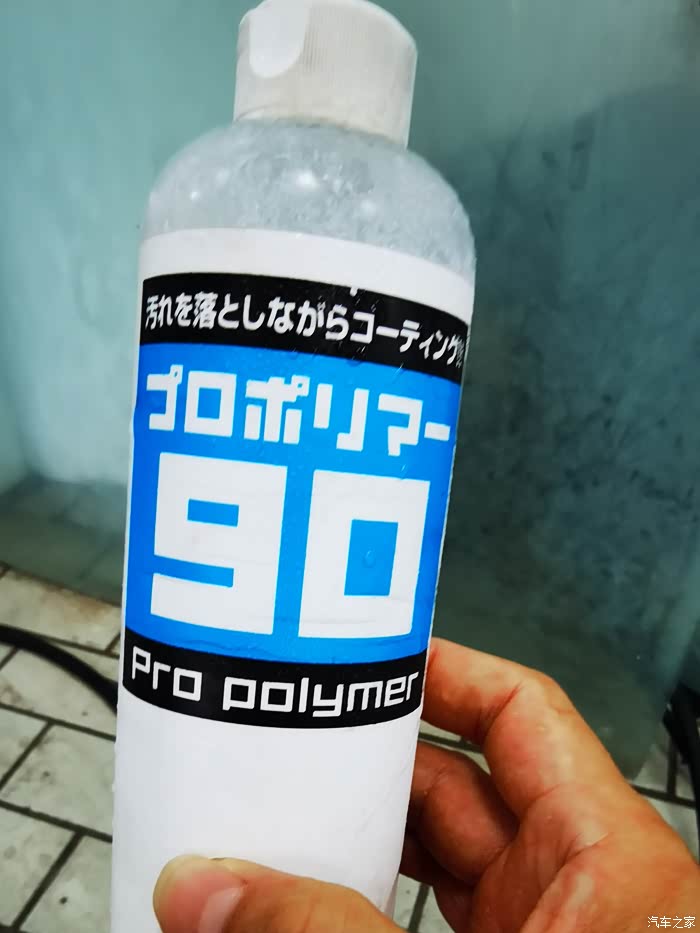 汚れを落としながらコーティング
プロポリマー
90
Pro polymer
汽车之家